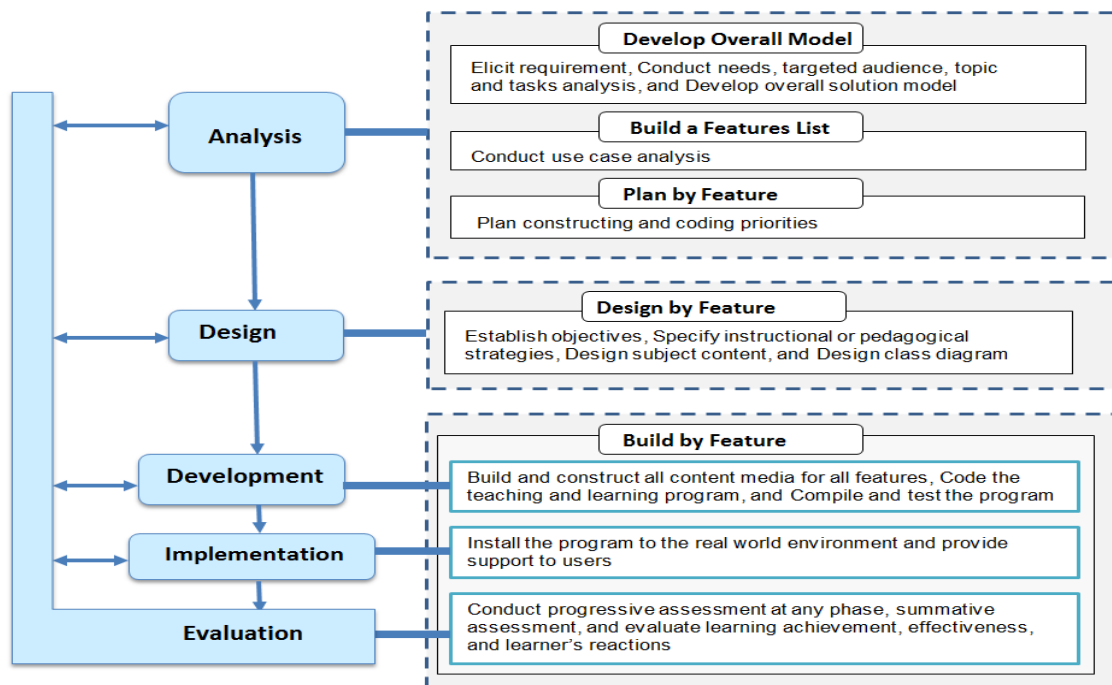 Develop Overall Model
Elicit requirement, Conduct needs, targeted audience, topic
and tasks analysis, and Develop overall solution model
Analysis
Build a Features List
Conduct use case analysis
Plan by Feature
Plan constructing and coding priorities
Design
Design by Feature
Establish objectives, Specify instructional or pedagogical
strategies, Design subject content, and Design class diagram
Build by Feature
Development
Build and construct all content media for all features, Code the
teaching and learning program, and Compile and test the program
Implementation
Install the program to the real world environment and provide
support to users
Evaluation
Conduct progressive assessment at any phase, summative
assessment, and evaluate learning achievement, effectiveness,
and learner's reactions